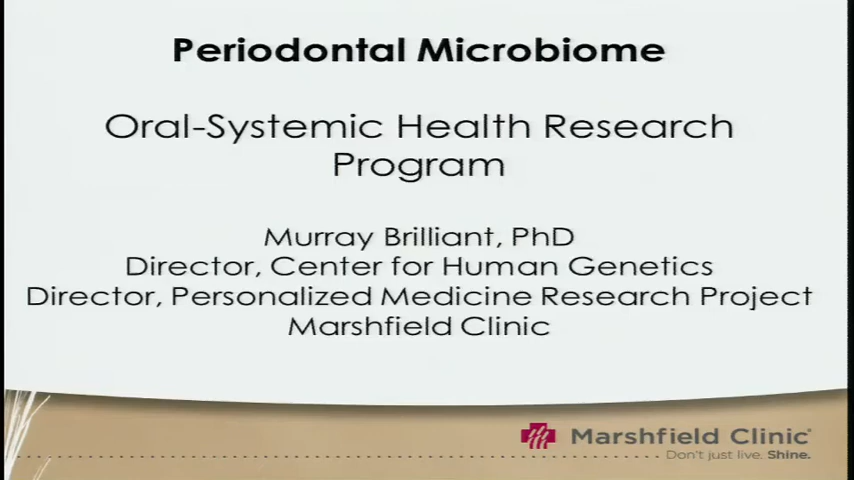 Periodontal Microbiome
Oral-Systemic Health Research
Program
Murray Brilliant, PhD
Director, Center for Human Genetics
Director, Personalized Medicine Research Project
Marshfield Clinic
Marshfield Clinic®
Don't just live. Shine.